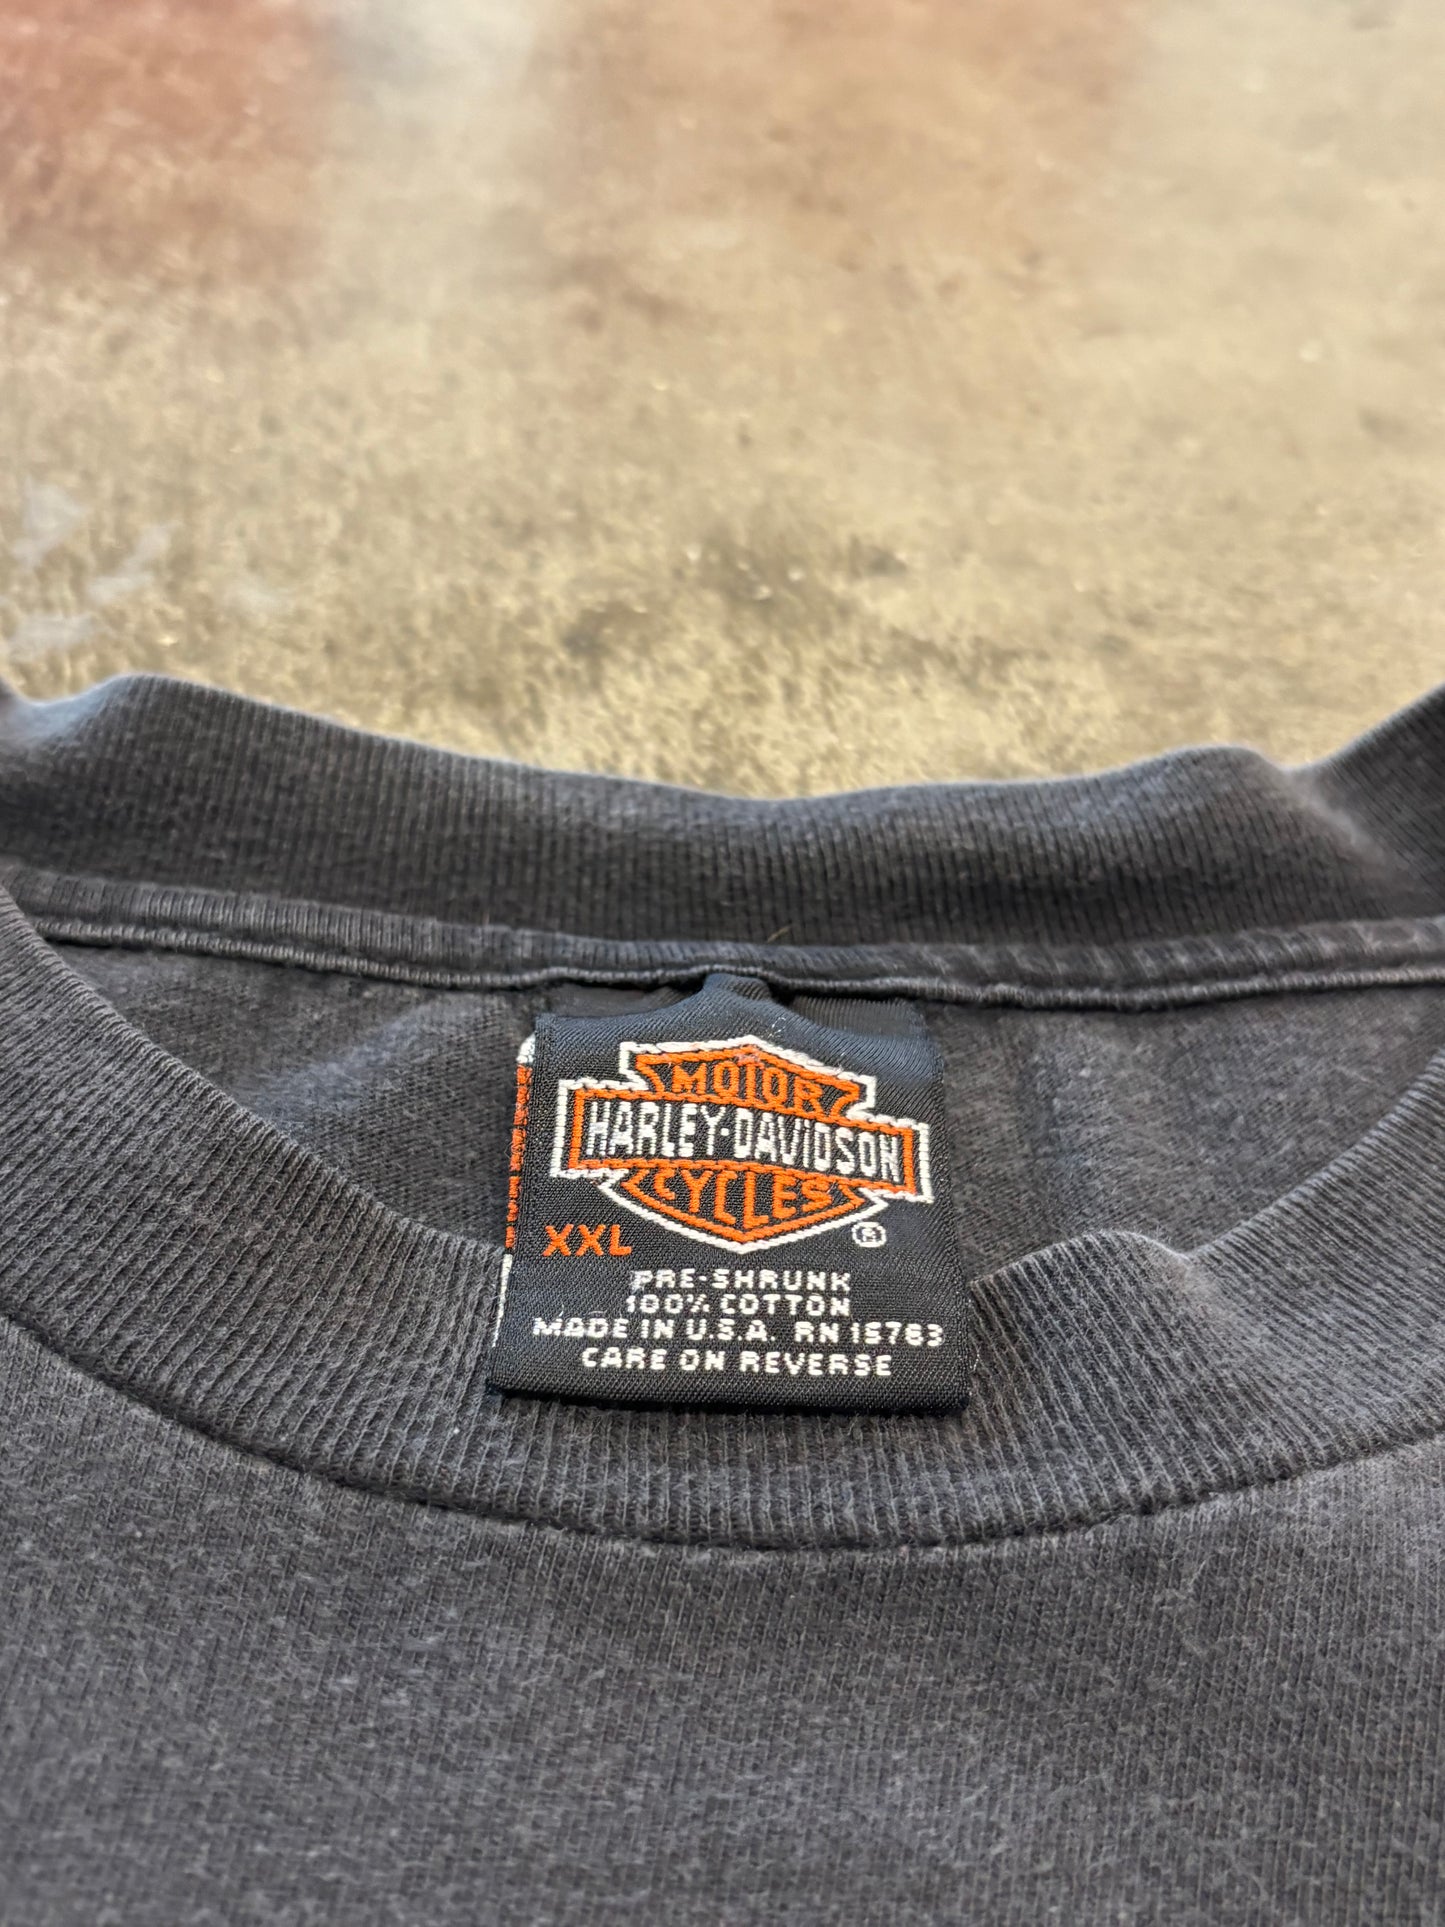 MOTOR
HARLEY-DAVIDSON
CYCLES
XXL ®
PRE-SHRUNK
100% COTTON
MADE IN U.S.A. RN 15763
CARE ON REVERSE